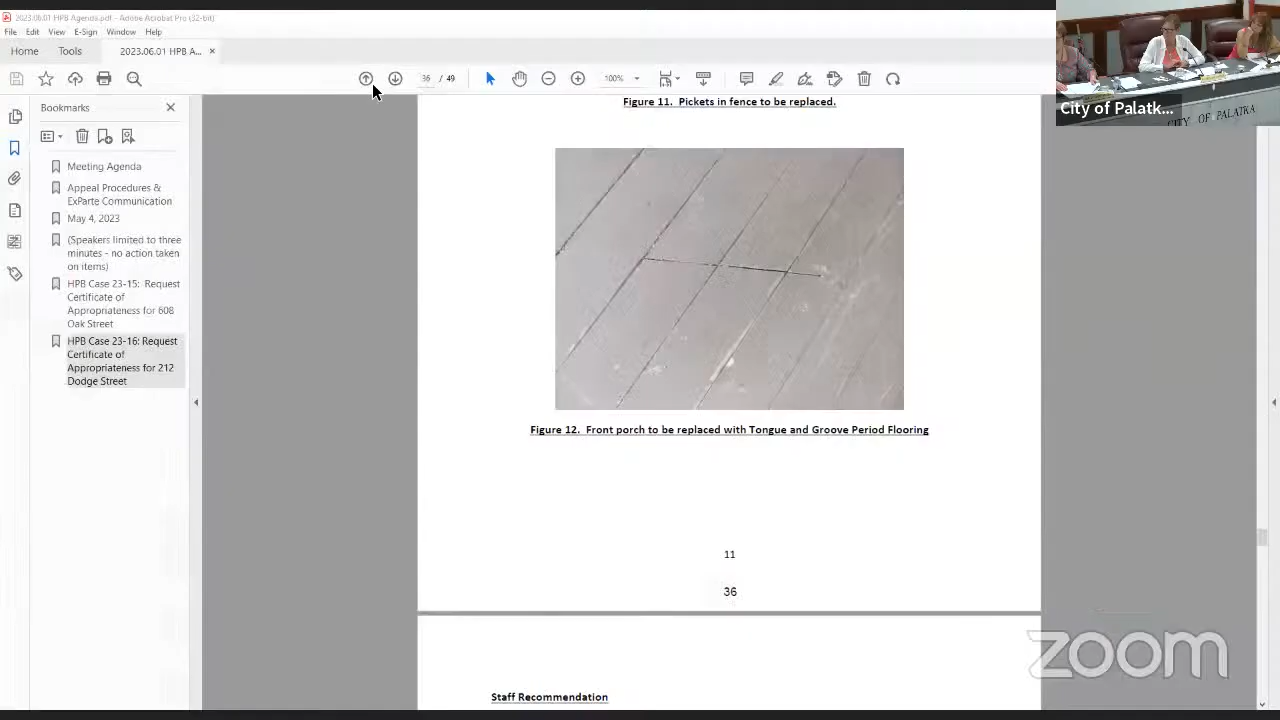 2023.06.01 HPB Agenda.pdf - Adobe Acrobat Pro (32-bit)
File Edit View E-Sign Window Help
Home Tools 2023.06.01 HPB A... ×
36 / 49 100%
Bookmarks
Meeting Agenda
Appeal Procedures &
ExParte Communication
May 4, 2023
(Speakers limited to three
minutes - no action taken
on items)
HPB Case 23-15: Request
Certificate of
Appropriateness for 608
Oak Street
HPB Case 23-16: Request
Certificate of
Appropriateness for 212
Dodge Street
Figure 11. Pickets in fence to be replaced.
Figure 12. Front porch to be replaced with Tongue and Groove Period Flooring
11
36
Staff Recommendation
City of Palatk...
CITY OF PALATKA
zoom